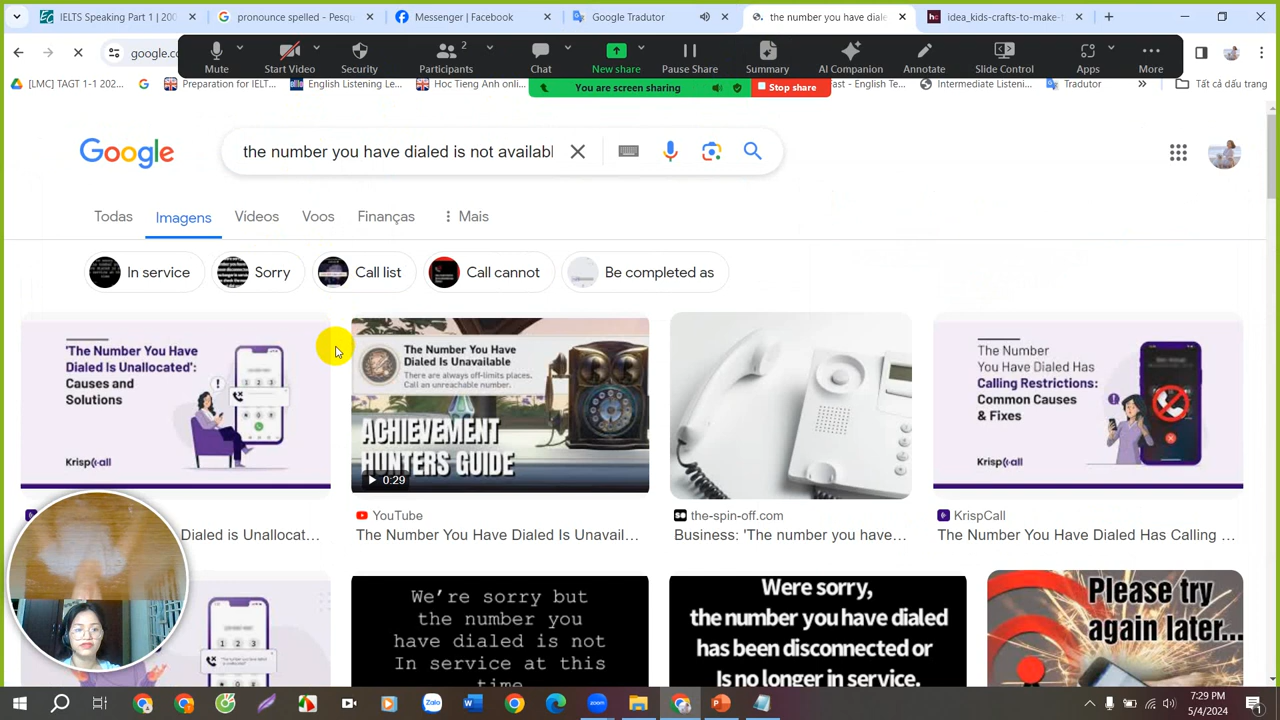 IELTS Speaking Part 1 | 200
pronounce spelled - Pesqu
Messenger | Facebook
Google Tradutor
the number you have diale
idea_kids-crafts-to-make-t
google.co
Mute
Start Video
Security
Participants
2
Chat
New share
Pause Share
Summary
AI Companion
Annotate
Slide Control
Apps
More
[LMC] TAGT 1-1 202...
Preparation for IELT...
English Listening Le...
Hoc Tieng Anh onli...
You are screen sharing
Stop share
ast - English Te...
Intermediate Listeni...
Tradutor
Tất cả dấu trang
Google
the number you have dialed is not availabl
Todas
Imagens
Vídeos
Voos
Finanças
Mais
In service
Sorry
Call list
Call cannot
Be completed as
'The Number You Have
Dialed Is Unallocated':
Causes and
Solutions
KrispCall
The Number You Have
Dialed Is Unavailable
There are always off-limits places.
Call an unreachable number.
ACHIEVEMENT
HUNTERS GUIDE
0:29
The Number
You Have Dialed Has
Calling Restrictions:
Common Causes
& Fixes
KrispCall
Dialed is Unallocat...
YouTube
The Number You Have Dialed Is Unavail...
the-spin-off.com
Business: 'The number you have...
KrispCall
The Number You Have Dialed Has Calling ...
We're sorry but
the number you
have dialed is not
In service at this
time
Were sorry,
the number you have dialed
has been disconnected or
Is no longer in service.
Please try
again later...
7:29 PM
5/4/2024